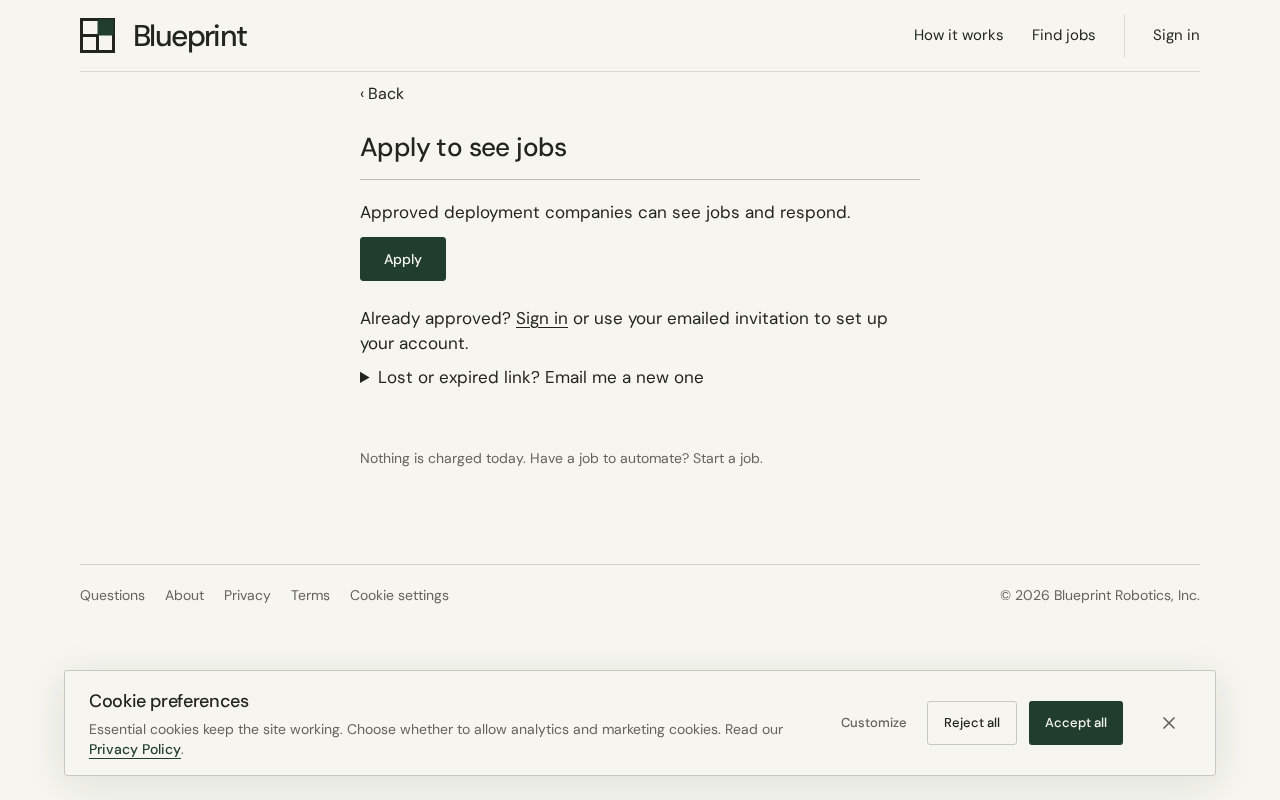 Blueprint
How it works
Find jobs
Sign in
‹ Back
Apply to see jobs
Approved deployment companies can see jobs and respond.
Apply
Already approved? Sign in or use your emailed invitation to set up
your account.
Lost or expired link? Email me a new one
Nothing is charged today. Have a job to automate? Start a job.
Questions
About
Privacy
Terms
Cookie settings
© 2026 Blueprint Robotics, Inc.
Cookie preferences
Essential cookies keep the site working. Choose whether to allow analytics and marketing cookies. Read our
Privacy Policy.
Customize
Reject all
Accept all